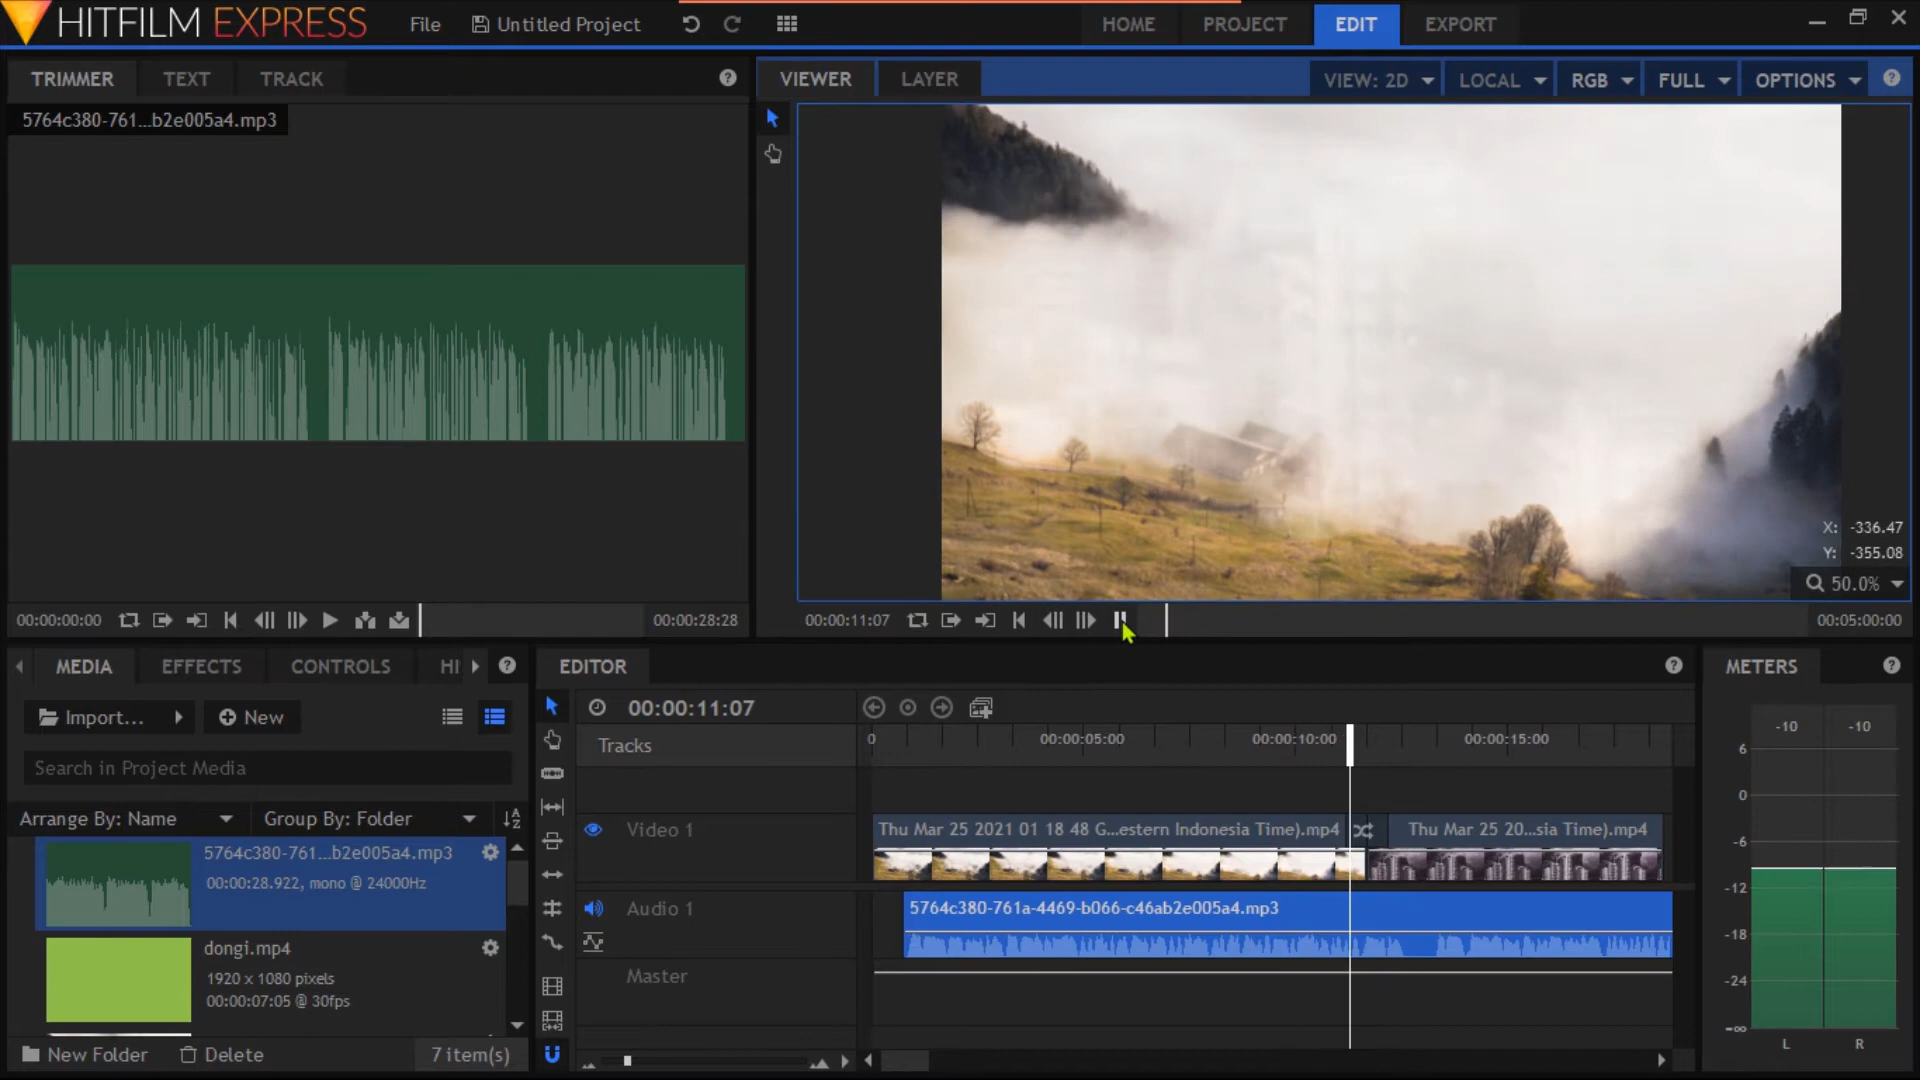 HITFILM EXPRESS File Untitled Project HOME PROJECT EDIT EXPORT
TRIMMER TEXT TRACK
VIEWER LAYER VIEW: 2D LOCAL RGB FULL OPTIONS
5764c380-761...b2e005a4.mp3
X: -336.47
Y: -355.08
50.0%
00:00:00:00 00:00:28:28
00:00:11:07 00:05:00:00
MEDIA EFFECTS CONTROLS HI
Import... New
Search in Project Media
Arrange By: Name Group By: Folder
5764c380-761...b2e005a4.mp3
00:00:28.922, mono @ 24000Hz
dongi.mp4
1920 x 1080 pixels
00:00:07:05 @ 30fps
New Folder Delete 7 item(s)
EDITOR
00:00:11:07
Tracks 0 00:00:05:00 00:00:10:00 00:00:15:00
Video 1 Thu Mar 25 2021 01 18 48 G...estern Indonesia Time).mp4 Thu Mar 25 20...sia Time).mp4
Audio 1 5764c380-761a-4469-b066-c46ab2e005a4.mp3
Master
METERS
-10 -10
6
0
-6
-12
-18
-24
-∞
L R